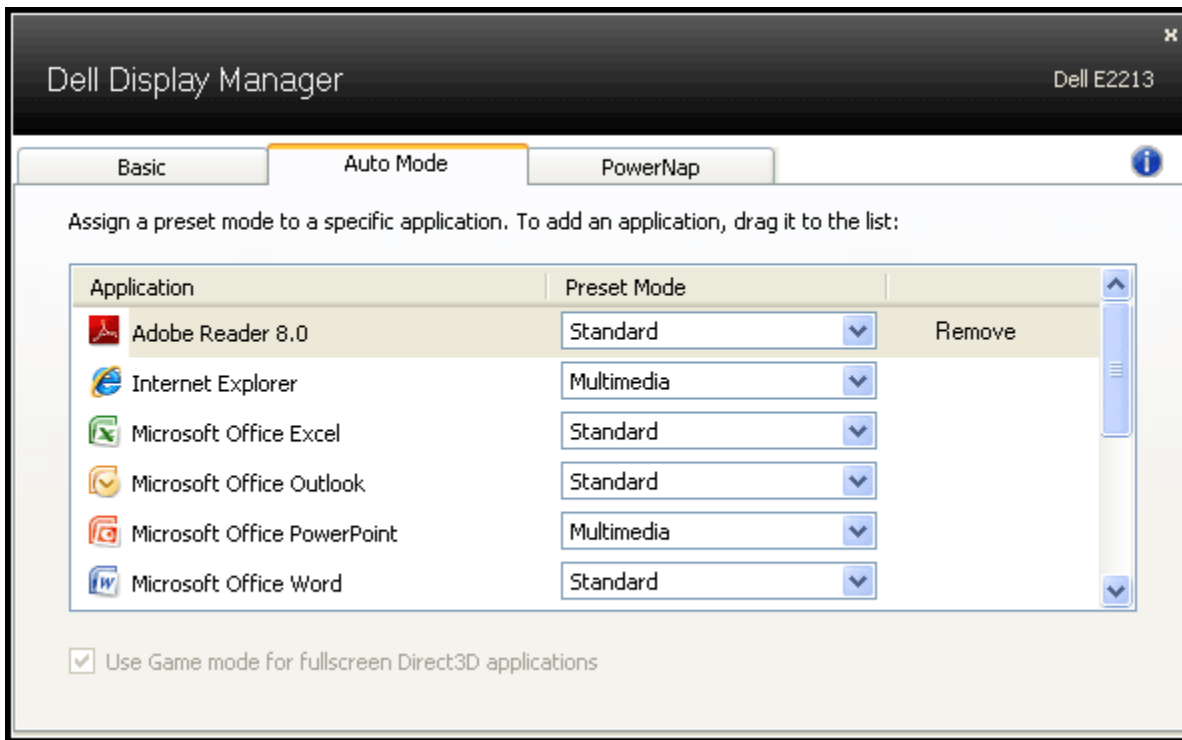 Dell Display Manager
Dell E2213
Basic
Auto Mode
PowerNap
Assign a preset mode to a specific application. To add an application, drag it to the list:
Application Preset Mode
Adobe Reader 8.0 Standard Remove
Internet Explorer Multimedia
Microsoft Office Excel Standard
Microsoft Office Outlook Standard
Microsoft Office PowerPoint Multimedia
Microsoft Office Word Standard
Use Game mode for fullscreen Direct3D applications